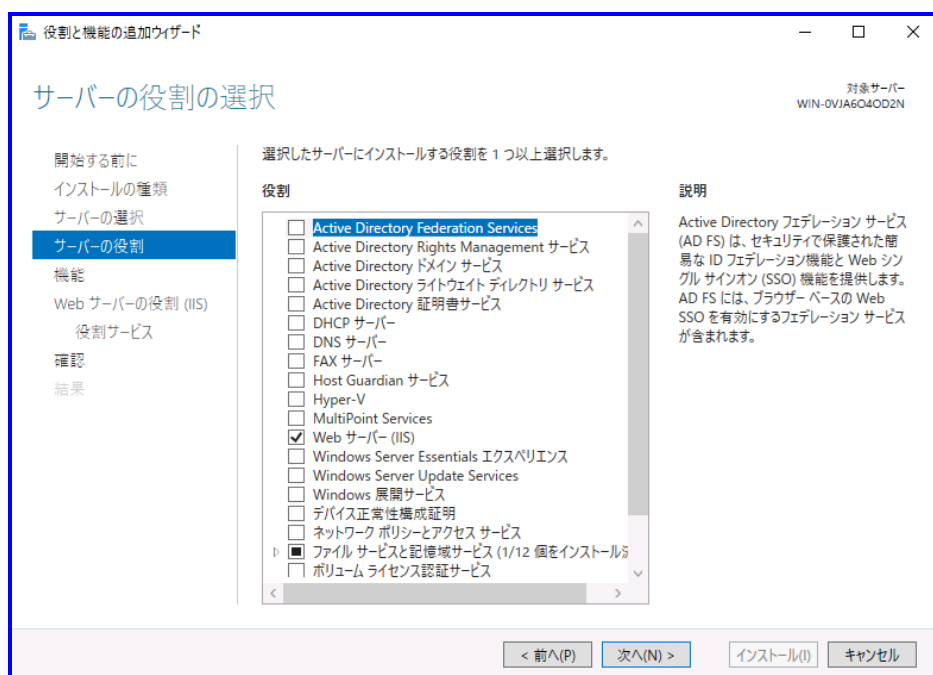 役割と機能の追加ウィザード
サーバーの役割の選択
対象サーバー
WIN-0VJA6O4OD2N
開始する前に
インストールの種類
サーバーの選択
サーバーの役割
機能
Web サーバーの役割 (IIS)
役割サービス
確認
結果
選択したサーバーにインストールする役割を 1 つ以上選択します。
役割
Active Directory Federation Services
Active Directory Rights Management サービス
Active Directory ドメイン サービス
Active Directory ライトウェイト ディレクトリ サービス
Active Directory 証明書サービス
DHCP サーバー
DNS サーバー
FAX サーバー
Host Guardian サービス
Hyper-V
MultiPoint Services
Web サーバー (IIS)
Windows Server Essentials エクスペリエンス
Windows Server Update Services
Windows 展開サービス
デバイス正常性構成証明
ネットワーク ポリシーとアクセス サービス
ファイル サービスと記憶域サービス (1/12 個をインストール済
ボリューム ライセンス認証サービス
説明
Active Directory フェデレーション サービス
(AD FS) は、セキュリティで保護された簡
易な ID フェデレーション機能と Web シン
グル サインオン (SSO) 機能を提供します。
AD FS には、ブラウザー ベースの Web
SSO を有効にするフェデレーション サービス
が含まれます。
< 前へ(P)
次へ(N) >
インストール(I)
キャンセル